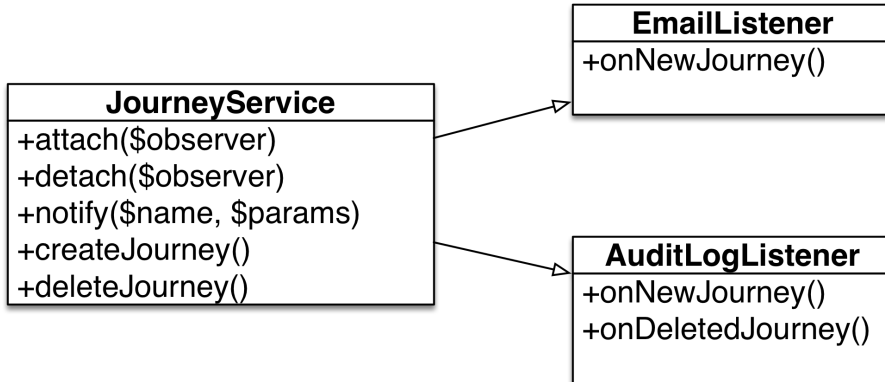 JourneyService
+attach($observer)
+detach($observer)
+notify($name, $params)
+createJourney()
+deleteJourney()
EmailListener
+onNewJourney()
AuditLogListener
+onNewJourney()
+onDeletedJourney()